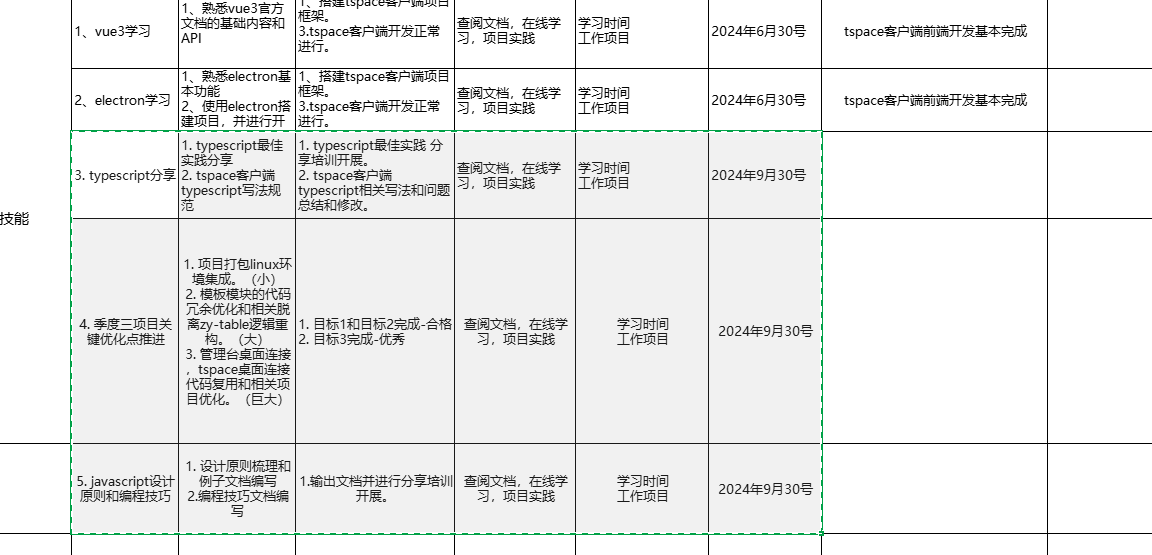 技能
1、vue3学习
1、熟悉vue3官方
文档的基础内容和
API
1、搭建tspace客户端项目
框架。
3.tspace客户端开发正常
进行。
查阅文档，在线学
习，项目实践
学习时间
工作项目
2024年6月30号
tspace客户端前端开发基本完成
2、electron学习
1、熟悉electron基
本功能
2、使用electron搭
建项目，并进行开
1、搭建tspace客户端项目
框架。
3.tspace客户端开发正常
进行。
查阅文档，在线学
习，项目实践
学习时间
工作项目
2024年6月30号
tspace客户端前端开发基本完成
3. typescript分享
1. typescript最佳
实践分享
2. tspace客户端
typescript写法规
范
1. typescript最佳实践 分
享培训开展。
2. tspace客户端
typescript相关写法和问题
总结和修改。
查阅文档，在线学
习，项目实践
学习时间
工作项目
2024年9月30号
4. 季度三项目关
键优化点推进
1. 项目打包linux环
境集成。（小）
2. 模板模块的代码
冗余优化和相关脱
离zy-table逻辑重
构。（大）
3. 管理台桌面连接
，tspace桌面连接
代码复用和相关项
目优化。（巨大）
1. 目标1和目标2完成-合格
2. 目标3完成-优秀
查阅文档，在线学
习，项目实践
学习时间
工作项目
2024年9月30号
5. javascript设计
原则和编程技巧
1. 设计原则梳理和
例子文档编写
2.编程技巧文档编
写
1.输出文档并进行分享培训
开展。
查阅文档，在线学
习，项目实践
学习时间
工作项目
2024年9月30号